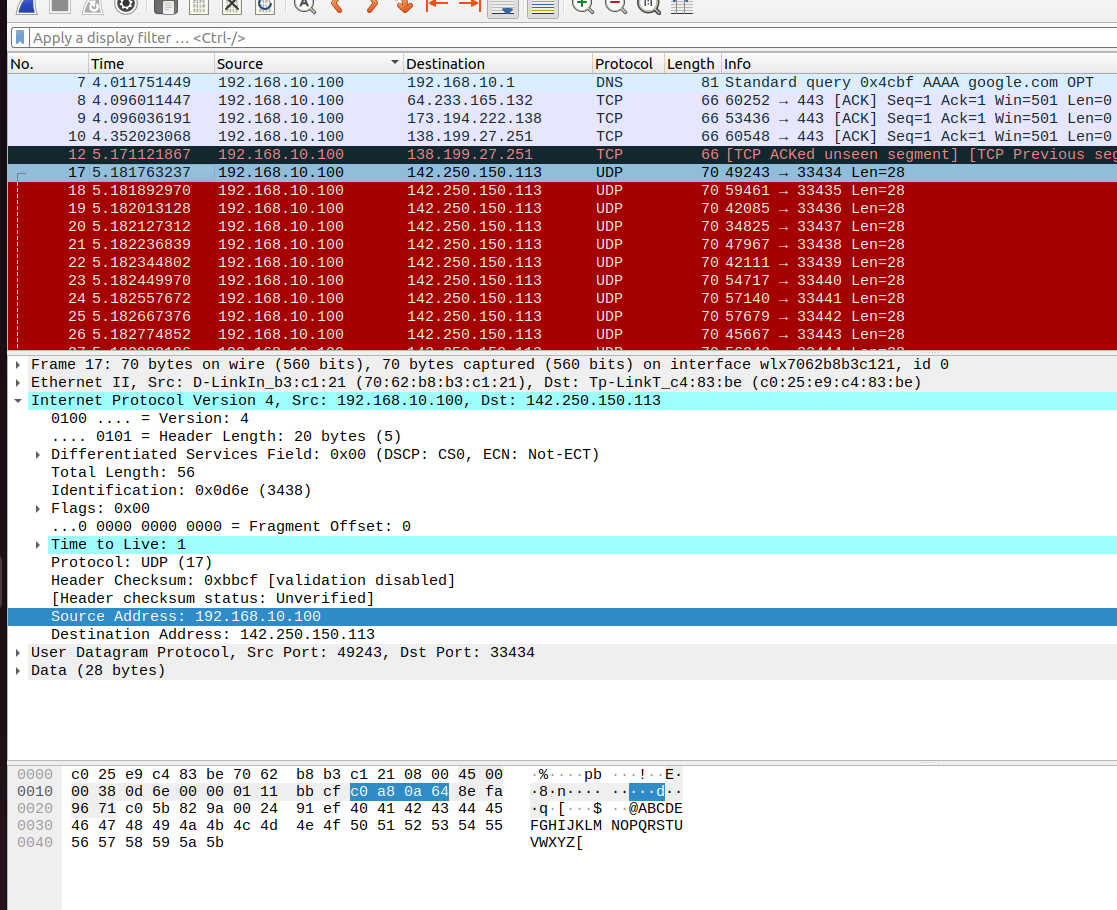 Apply a display filter … <Ctrl-/>
No. Time Source Destination Protocol Length Info
7 4.011751449 192.168.10.100 192.168.10.1 DNS 81 Standard query 0x4cbf AAAA google.com OPT
8 4.096011447 192.168.10.100 64.233.165.132 TCP 66 60252 → 443 [ACK] Seq=1 Ack=1 Win=501 Len=0
9 4.096036191 192.168.10.100 173.194.222.138 TCP 66 53436 → 443 [ACK] Seq=1 Ack=1 Win=501 Len=0
10 4.352023068 192.168.10.100 138.199.27.251 TCP 66 60548 → 443 [ACK] Seq=1 Ack=1 Win=501 Len=0
12 5.171121867 192.168.10.100 138.199.27.251 TCP 66 [TCP ACKed unseen segment] [TCP Previous seg
17 5.181763237 192.168.10.100 142.250.150.113 UDP 70 49243 → 33434 Len=28
18 5.181892970 192.168.10.100 142.250.150.113 UDP 70 59461 → 33435 Len=28
19 5.182013128 192.168.10.100 142.250.150.113 UDP 70 42085 → 33436 Len=28
20 5.182127312 192.168.10.100 142.250.150.113 UDP 70 34825 → 33437 Len=28
21 5.182236839 192.168.10.100 142.250.150.113 UDP 70 47967 → 33438 Len=28
22 5.182344802 192.168.10.100 142.250.150.113 UDP 70 42111 → 33439 Len=28
23 5.182449970 192.168.10.100 142.250.150.113 UDP 70 54717 → 33440 Len=28
24 5.182557672 192.168.10.100 142.250.150.113 UDP 70 57140 → 33441 Len=28
25 5.182667376 192.168.10.100 142.250.150.113 UDP 70 57679 → 33442 Len=28
26 5.182774852 192.168.10.100 142.250.150.113 UDP 70 45667 → 33443 Len=28
Frame 17: 70 bytes on wire (560 bits), 70 bytes captured (560 bits) on interface wlx7062b8b3c121, id 0
Ethernet II, Src: D-LinkIn_b3:c1:21 (70:62:b8:b3:c1:21), Dst: Tp-LinkT_c4:83:be (c0:25:e9:c4:83:be)
Internet Protocol Version 4, Src: 192.168.10.100, Dst: 142.250.150.113
0100 .... = Version: 4
.... 0101 = Header Length: 20 bytes (5)
Differentiated Services Field: 0x00 (DSCP: CS0, ECN: Not-ECT)
Total Length: 56
Identification: 0x0d6e (3438)
Flags: 0x00
...0 0000 0000 0000 = Fragment Offset: 0
Time to Live: 1
Protocol: UDP (17)
Header Checksum: 0xbbcf [validation disabled]
[Header checksum status: Unverified]
Source Address: 192.168.10.100
Destination Address: 142.250.150.113
User Datagram Protocol, Src Port: 49243, Dst Port: 33434
Data (28 bytes)
0000 c0 25 e9 c4 83 be 70 62 b8 b3 c1 21 08 00 45 00 ·%····pb ···!··E·
0010 00 38 0d 6e 00 00 01 11 bb cf c0 a8 0a 64 8e fa ·8·n···· ·····d··
0020 96 71 c0 5b 82 9a 00 24 91 ef 40 41 42 43 44 45 ·q·[···$ ··@ABCDE
0030 46 47 48 49 4a 4b 4c 4d 4e 4f 50 51 52 53 54 55 FGHIJKLM NOPQRSTU
0040 56 57 58 59 5a 5b VWXYZ[